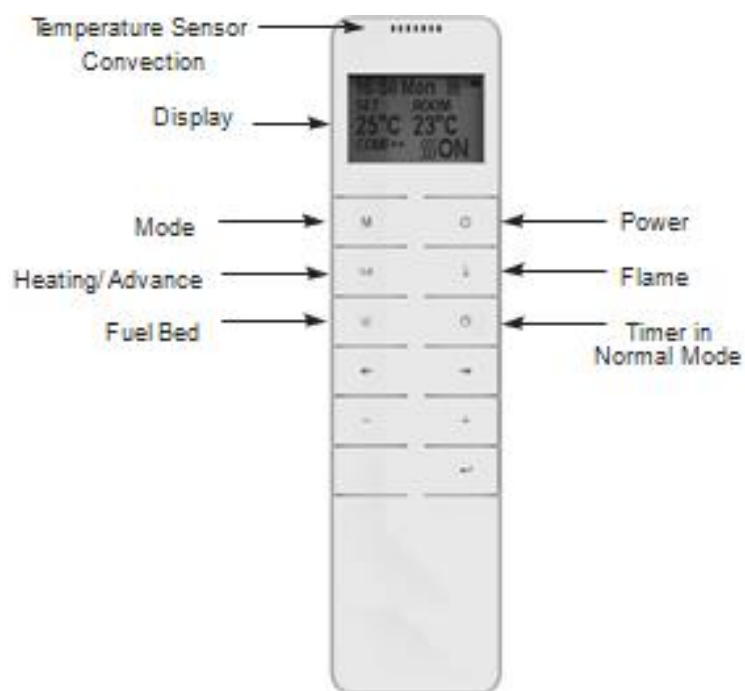 Temperature Sensor
Convection
Display
Mon
SET ROOM
25°C 23°C
ON
Mode
M
Power
Heating/ Advance
Flame
Fuel Bed
Timer in
Normal Mode
←
→
-
+
↵